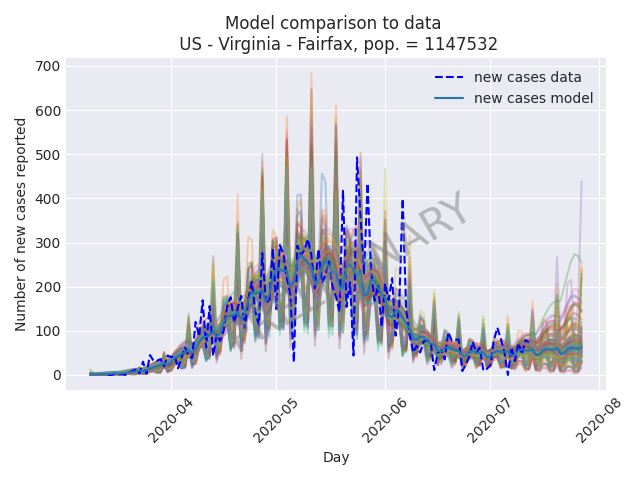 Model comparison to data
US - Virginia - Fairfax, pop. = 1147532
new cases data
new cases model
Number of new cases reported
700
600
500
400
300
200
100
0
2020-04
2020-05
2020-06
2020-07
2020-08
Day